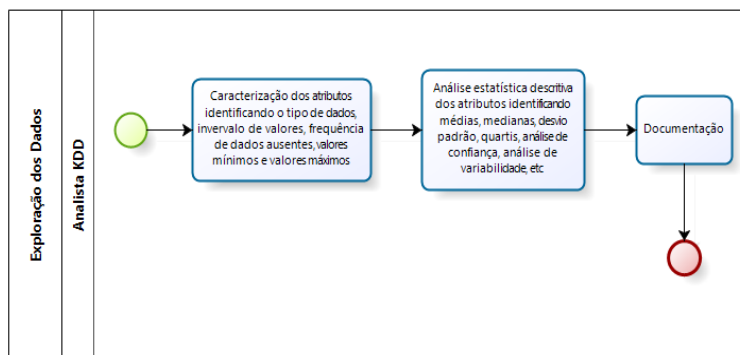 Exploração dos Dados
Analista KDD
Caracterização dos atributos
identificando o tipo de dados,
invervalo de valores, frequência
de dados ausentes, valores
mínimos e valores máximos
Análise estatística descritiva
dos atributos identificando
médias, medianas, desvio
padrão, quartis, análise de
confiança, análise de
variabilidade, etc
Documentação